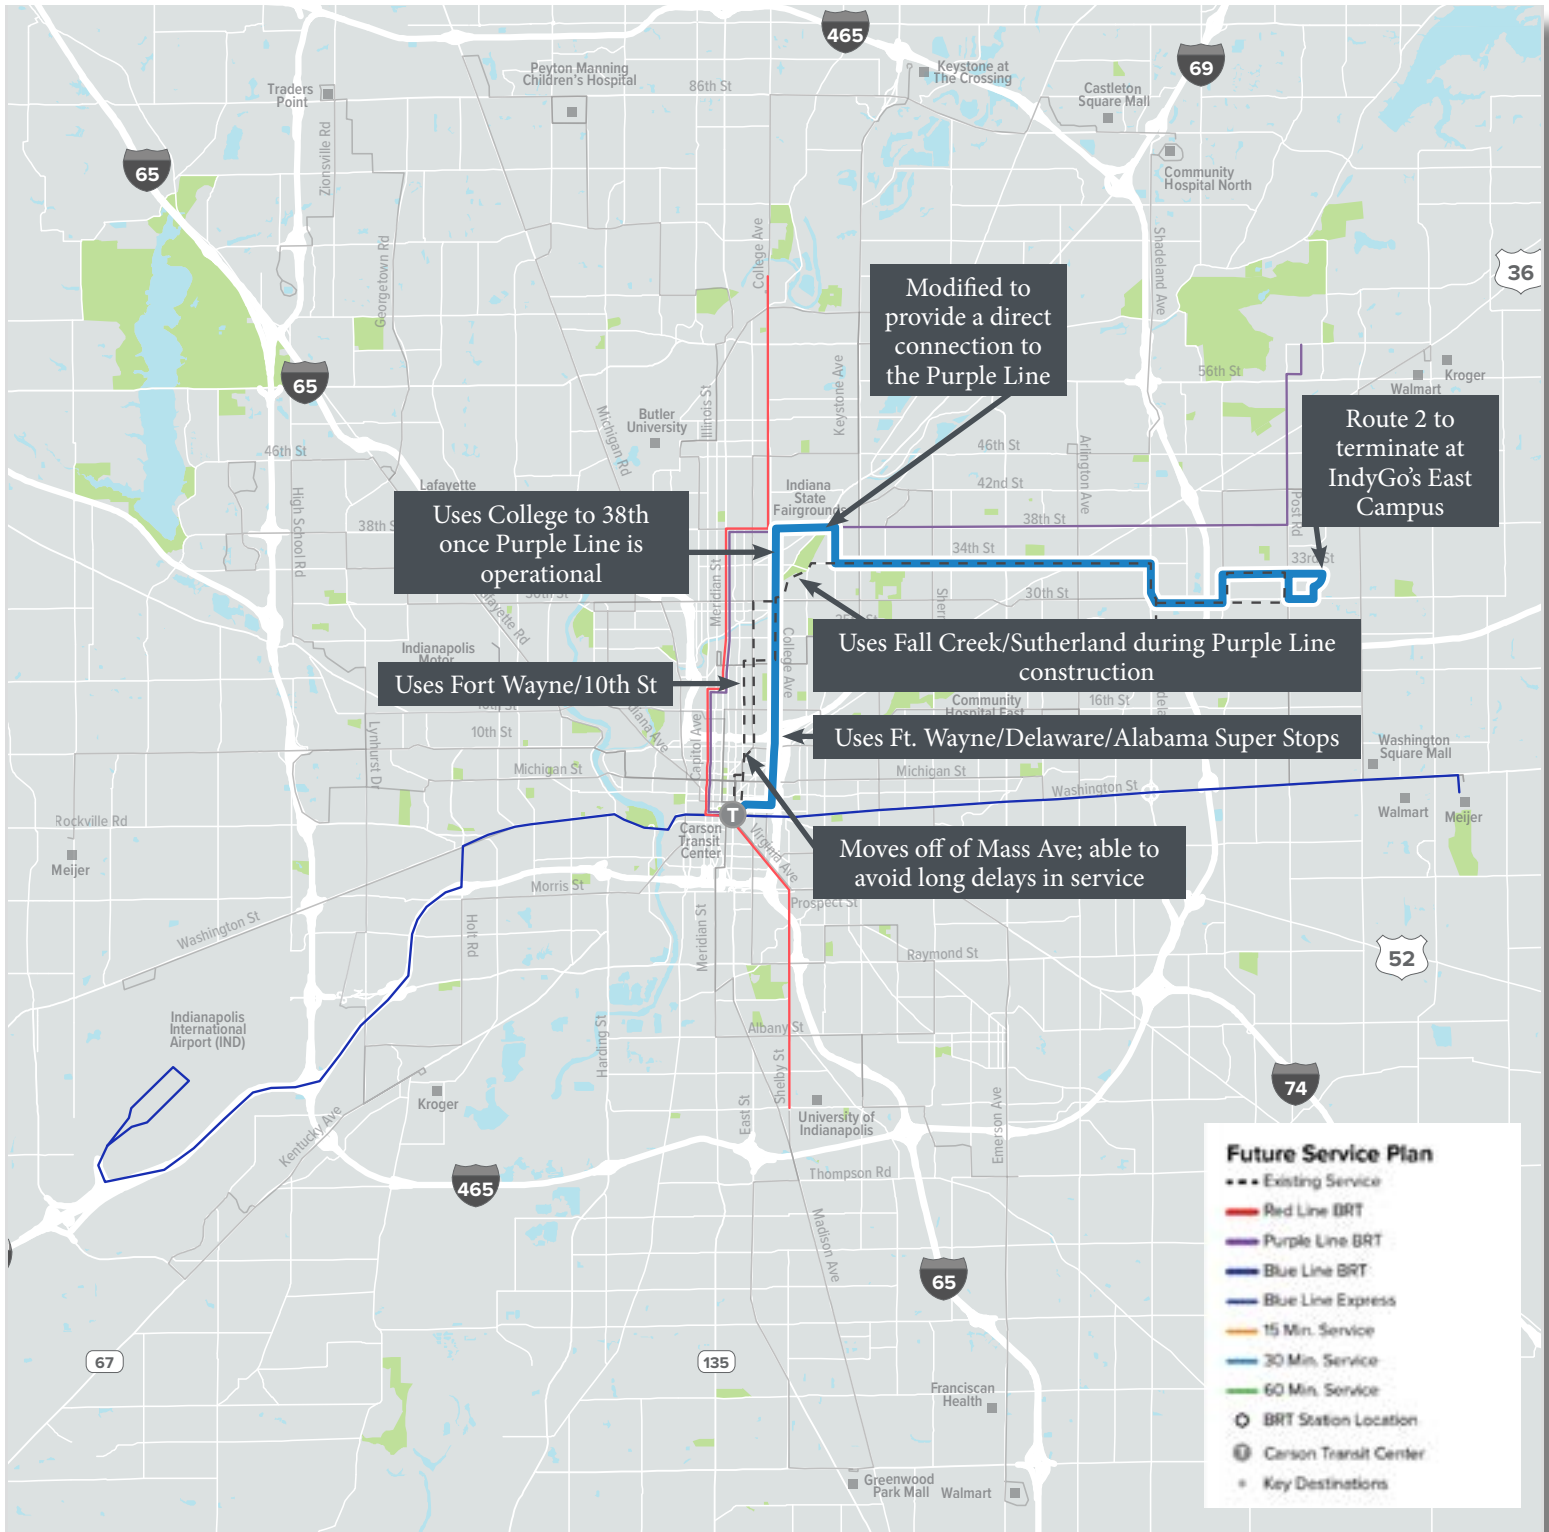 465
69
Keystone at
The Crossing
Peyton Manning
Children's Hospital
86th St
Traders
Point
Castleton
Square Mall
Zionsville Rd
65
Community
Hospital North
College Ave
Shadeland Ave
Georgetown Rd
36
Modified to
provide a direct
connection to
the Purple Line
65
56th St
Kroger
Walmart
Illinois St
Keystone Ave
Michigan Rd
Butler
University
Route 2 to
terminate at
IndyGo's East
Campus
46th St
46th St
Arlington Ave
42nd St
Lafayette
Indiana
State
Fairgrounds
High School Rd
38th S
38th St
Post Rd
Uses College to 38th
once Purple Line is
operational
34th St
33rd St
Meridian St
30th St
Lafayette Rd
Uses Fall Creek/Sutherland during Purple Line
construction
College Ave
Indianapolis
Motor
Uses Fort Wayne/10th St
Community
Hospital East
16th St
10th St
Lynhurst Dr
Indiana Ave
Capitol Ave
Uses Ft. Wayne/Delaware/Alabama Super Stops
Washington
Square Mall
Michigan St
Michigan St
Washington St
Rockville Rd
Meijer
T
Carson
Transit
Center
Virginia Ave
Walmart
Meijer
Moves off of Mass Ave; able to
avoid long delays in service
Morris St
Prospect St
Washington St
Holt Rd
Meridian St
Raymond St
52
Indianapolis
International
Airport (IND)
Harding St
Albany St
Shelby St
Kroger
74
East St
University of
Indianapolis
Emerson Ave
Kentucky Ave
465
Thompson Rd
Madison Ave
65
67
135
Franciscan
Health
Greenwood
Park Mall
Walmart
Future Service Plan
Existing Service
Red Line BRT
Purple Line BRT
Blue Line BRT
Blue Line Express
15 Min. Service
30 Min. Service
60 Min. Service
BRT Station Location
T Carson Transit Center
Key Destinations